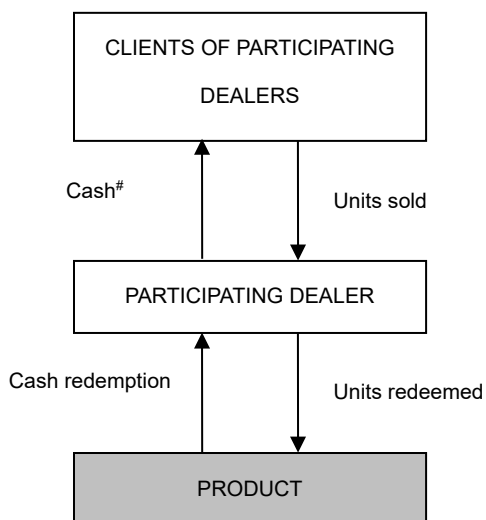 CLIENTS OF PARTICIPATING
DEALERS
Cash#
Units sold
PARTICIPATING DEALER
Cash redemption
Units redeemed
PRODUCT